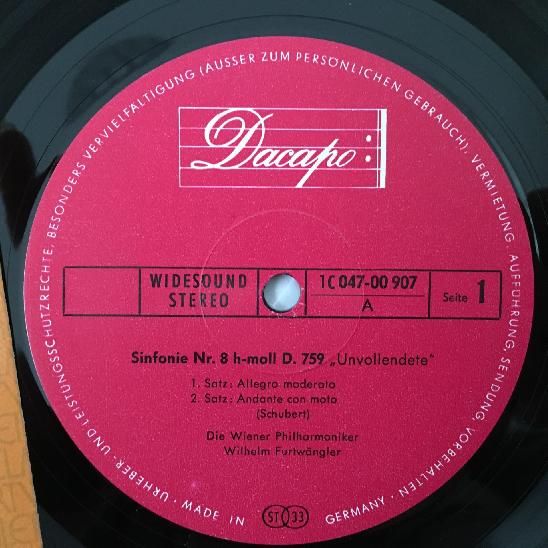 URHEBER- UND LEISTUNGSSCHUTZRECHTE, BESONDERS VERVIELFÄLTIGUNG (AUSSER ZUM PERSÖNLICHEN GEBRAUCH), VERMIETUNG · AUFFÜHRUNG, SENDUNG, VORBEHALTEN ·
Dacapo
WIDESOUND
STEREO
1C 047-00 907
A
Seite 1
Sinfonie Nr. 8 h-moll D. 759 „Unvollendete“
1. Satz: Allegro moderato
2. Satz: Andante con moto
(Schubert)
Die Wiener Philharmoniker
Wilhelm Furtwängler
MADE IN
ST 33
GERMANY ·